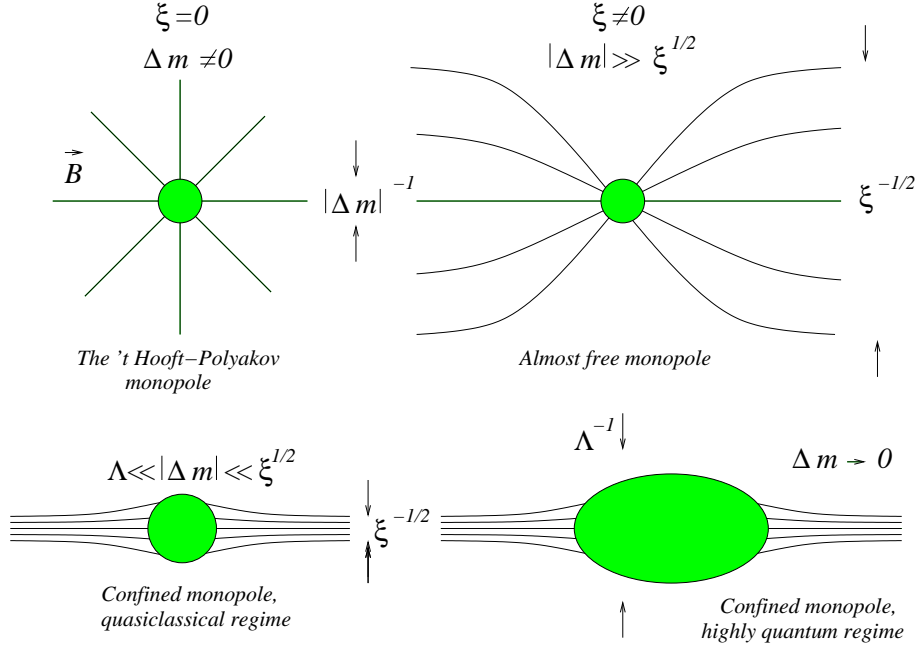 ξ=0
Δ m ≠0
B⃗
|Δ m|⁻¹
The 't Hooft−Polyakov
monopole
ξ≠0
|Δ m|≫ ξ^{1/2}
ξ^{-1/2}
Almost free monopole
Λ≪|Δ m|≪ξ^{1/2}
ξ^{-1/2}
Confined monopole,
quasiclassical regime
Λ^{-1}
Δ m → 0
Confined monopole,
highly quantum regime